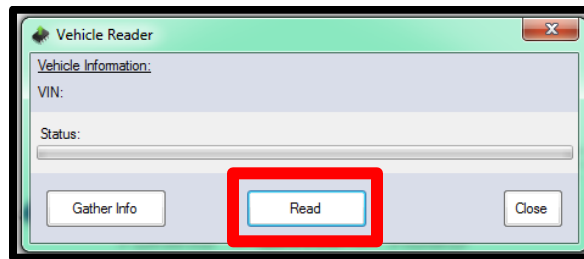 Vehicle Reader
Vehicle Information:
VIN:
Status:
Gather Info
Read
Close